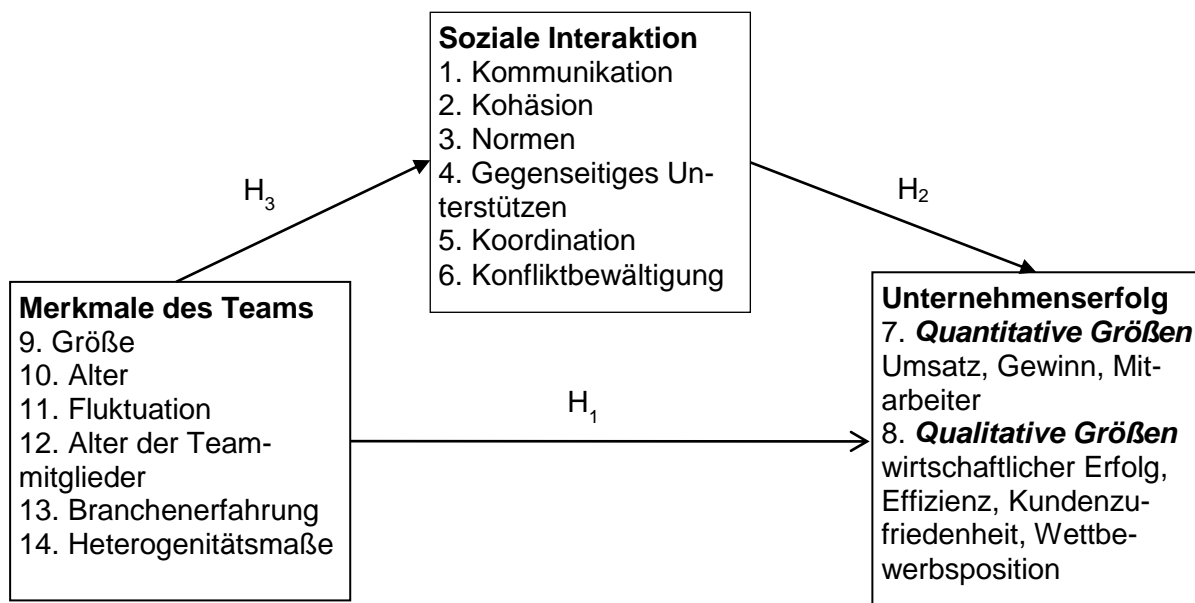 Soziale Interaktion
1. Kommunikation
2. Kohäsion
3. Normen
4. Gegenseitiges Un-
terstützen
5. Koordination
6. Konfliktbewältigung
H3
H2
Merkmale des Teams
9. Größe
10. Alter
11. Fluktuation
12. Alter der Team-
mitglieder
13. Branchenerfahrung
14. Heterogenitätsmaße
H1
Unternehmenserfolg
7. Quantitative Größen
Umsatz, Gewinn, Mit-
arbeiter
8. Qualitative Größen
wirtschaftlicher Erfolg,
Effizienz, Kundenzu-
friedenheit, Wettbe-
werbsposition